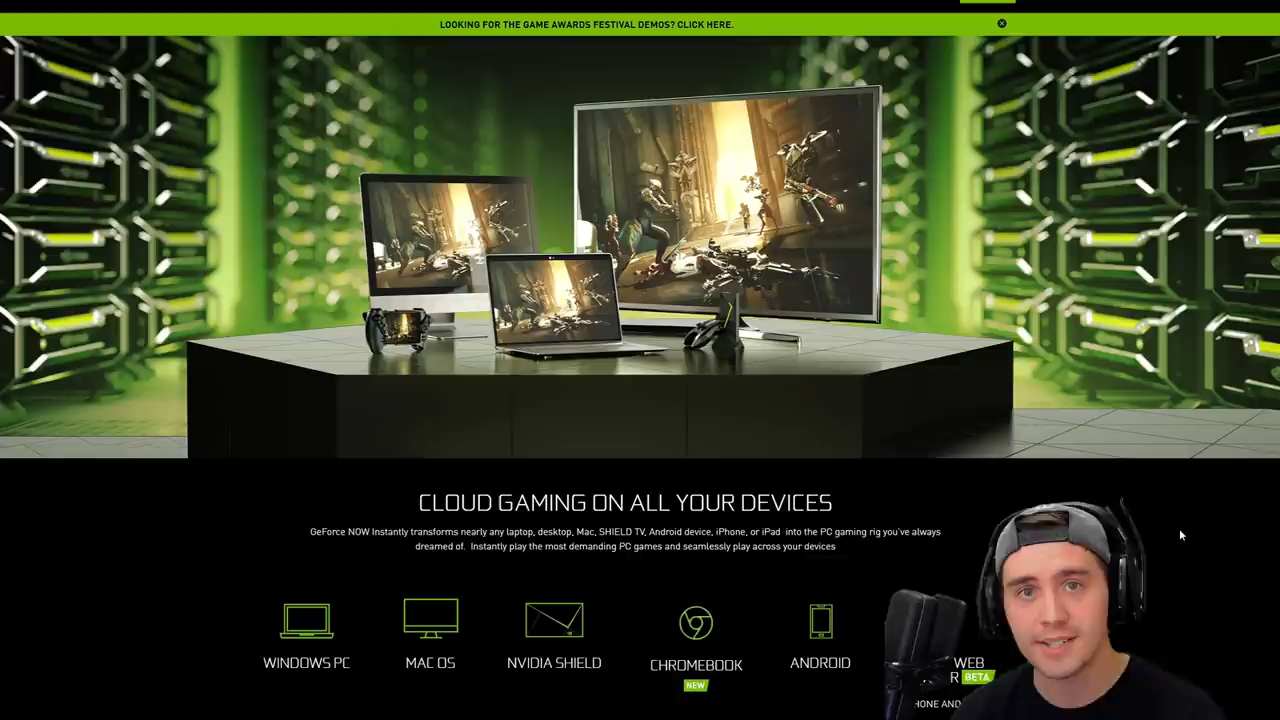 LOOKING FOR THE GAME AWARDS FESTIVAL DEMOS? CLICK HERE.
CLOUD GAMING ON ALL YOUR DEVICES
GeForce NOW Instantly transforms nearly any laptop, desktop, Mac, SHIELD TV, Android device, iPhone, or iPad into the PC gaming rig you've always
dreamed of. Instantly play the most demanding PC games and seamlessly play across your devices
WINDOWS PC
MAC OS
NVIDIA SHIELD
CHROMEBOOK
NEW
ANDROID
WEB
R BETA
HONE AND